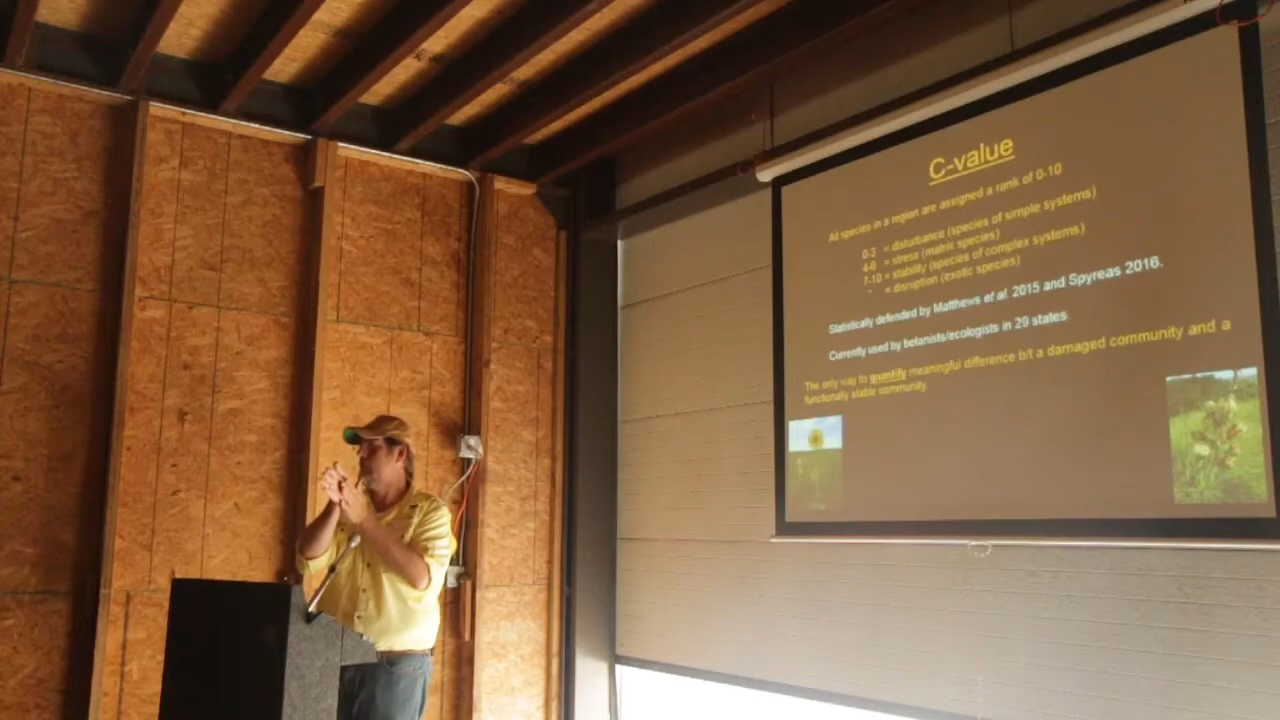 C-value
All species in a region are assigned a rank of 0-10
0-3 = disturbance (species of simple systems)
4-6 = stress (matrix species)
7-10 = stability (species of complex systems)
* = disruption (exotic species)
Statistically defended by Matthews et al. 2015 and Spyreas 2016.
Currently used by botanists/ecologists in 29 states
The only way to quantify meaningful difference b/t a damaged community and a
functionally stable community.